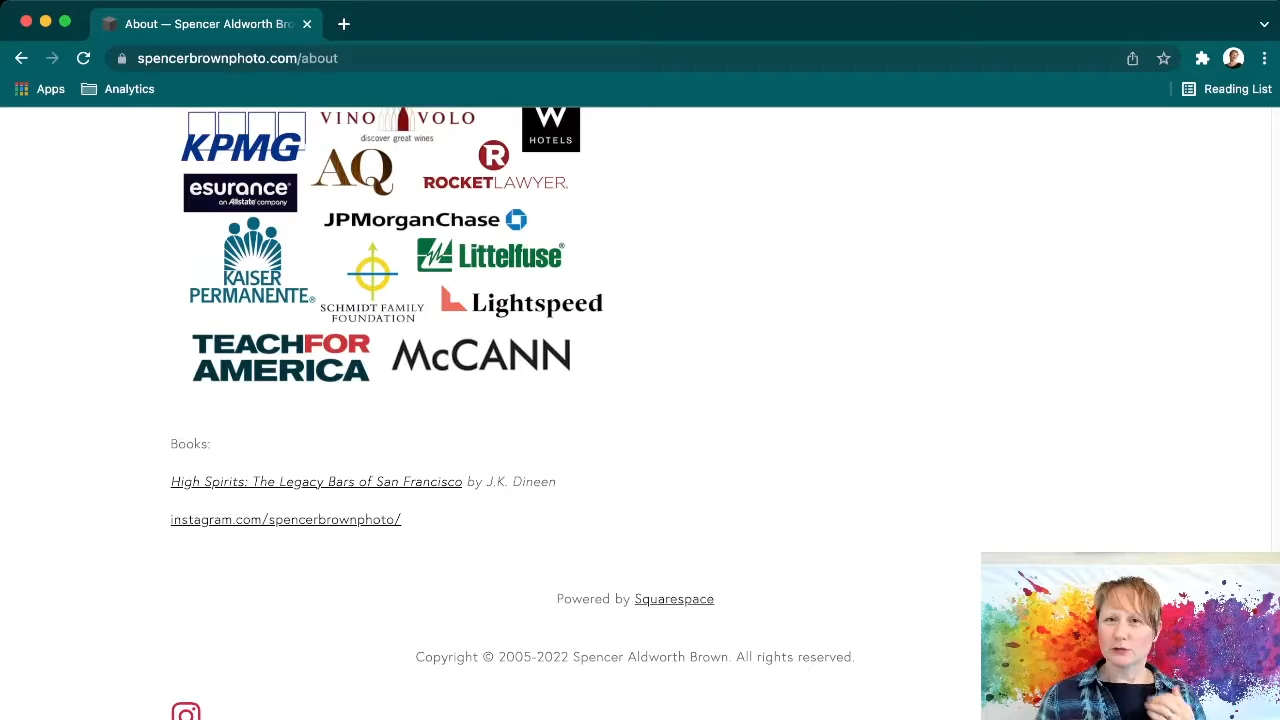 About — Spencer Aldworth Bro
spencerbrownphoto.com/about
Apps
Analytics
Reading List
KPMG
VINO VOLO
discover great wines
W
HOTELS
AQ
R
ROCKETLAWYER.
esurance®
an Allstate company
JPMorganChase
KAISER
PERMANENTE®
Littelfuse®
SCHMIDT FAMILY
FOUNDATION
Lightspeed
TEACHFOR
AMERICA
McCANN
Books:
High Spirits: The Legacy Bars of San Francisco by J.K. Dineen
instagram.com/spencerbrownphoto/
Powered by Squarespace
Copyright © 2005-2022 Spencer Aldworth Brown. All rights reserved.